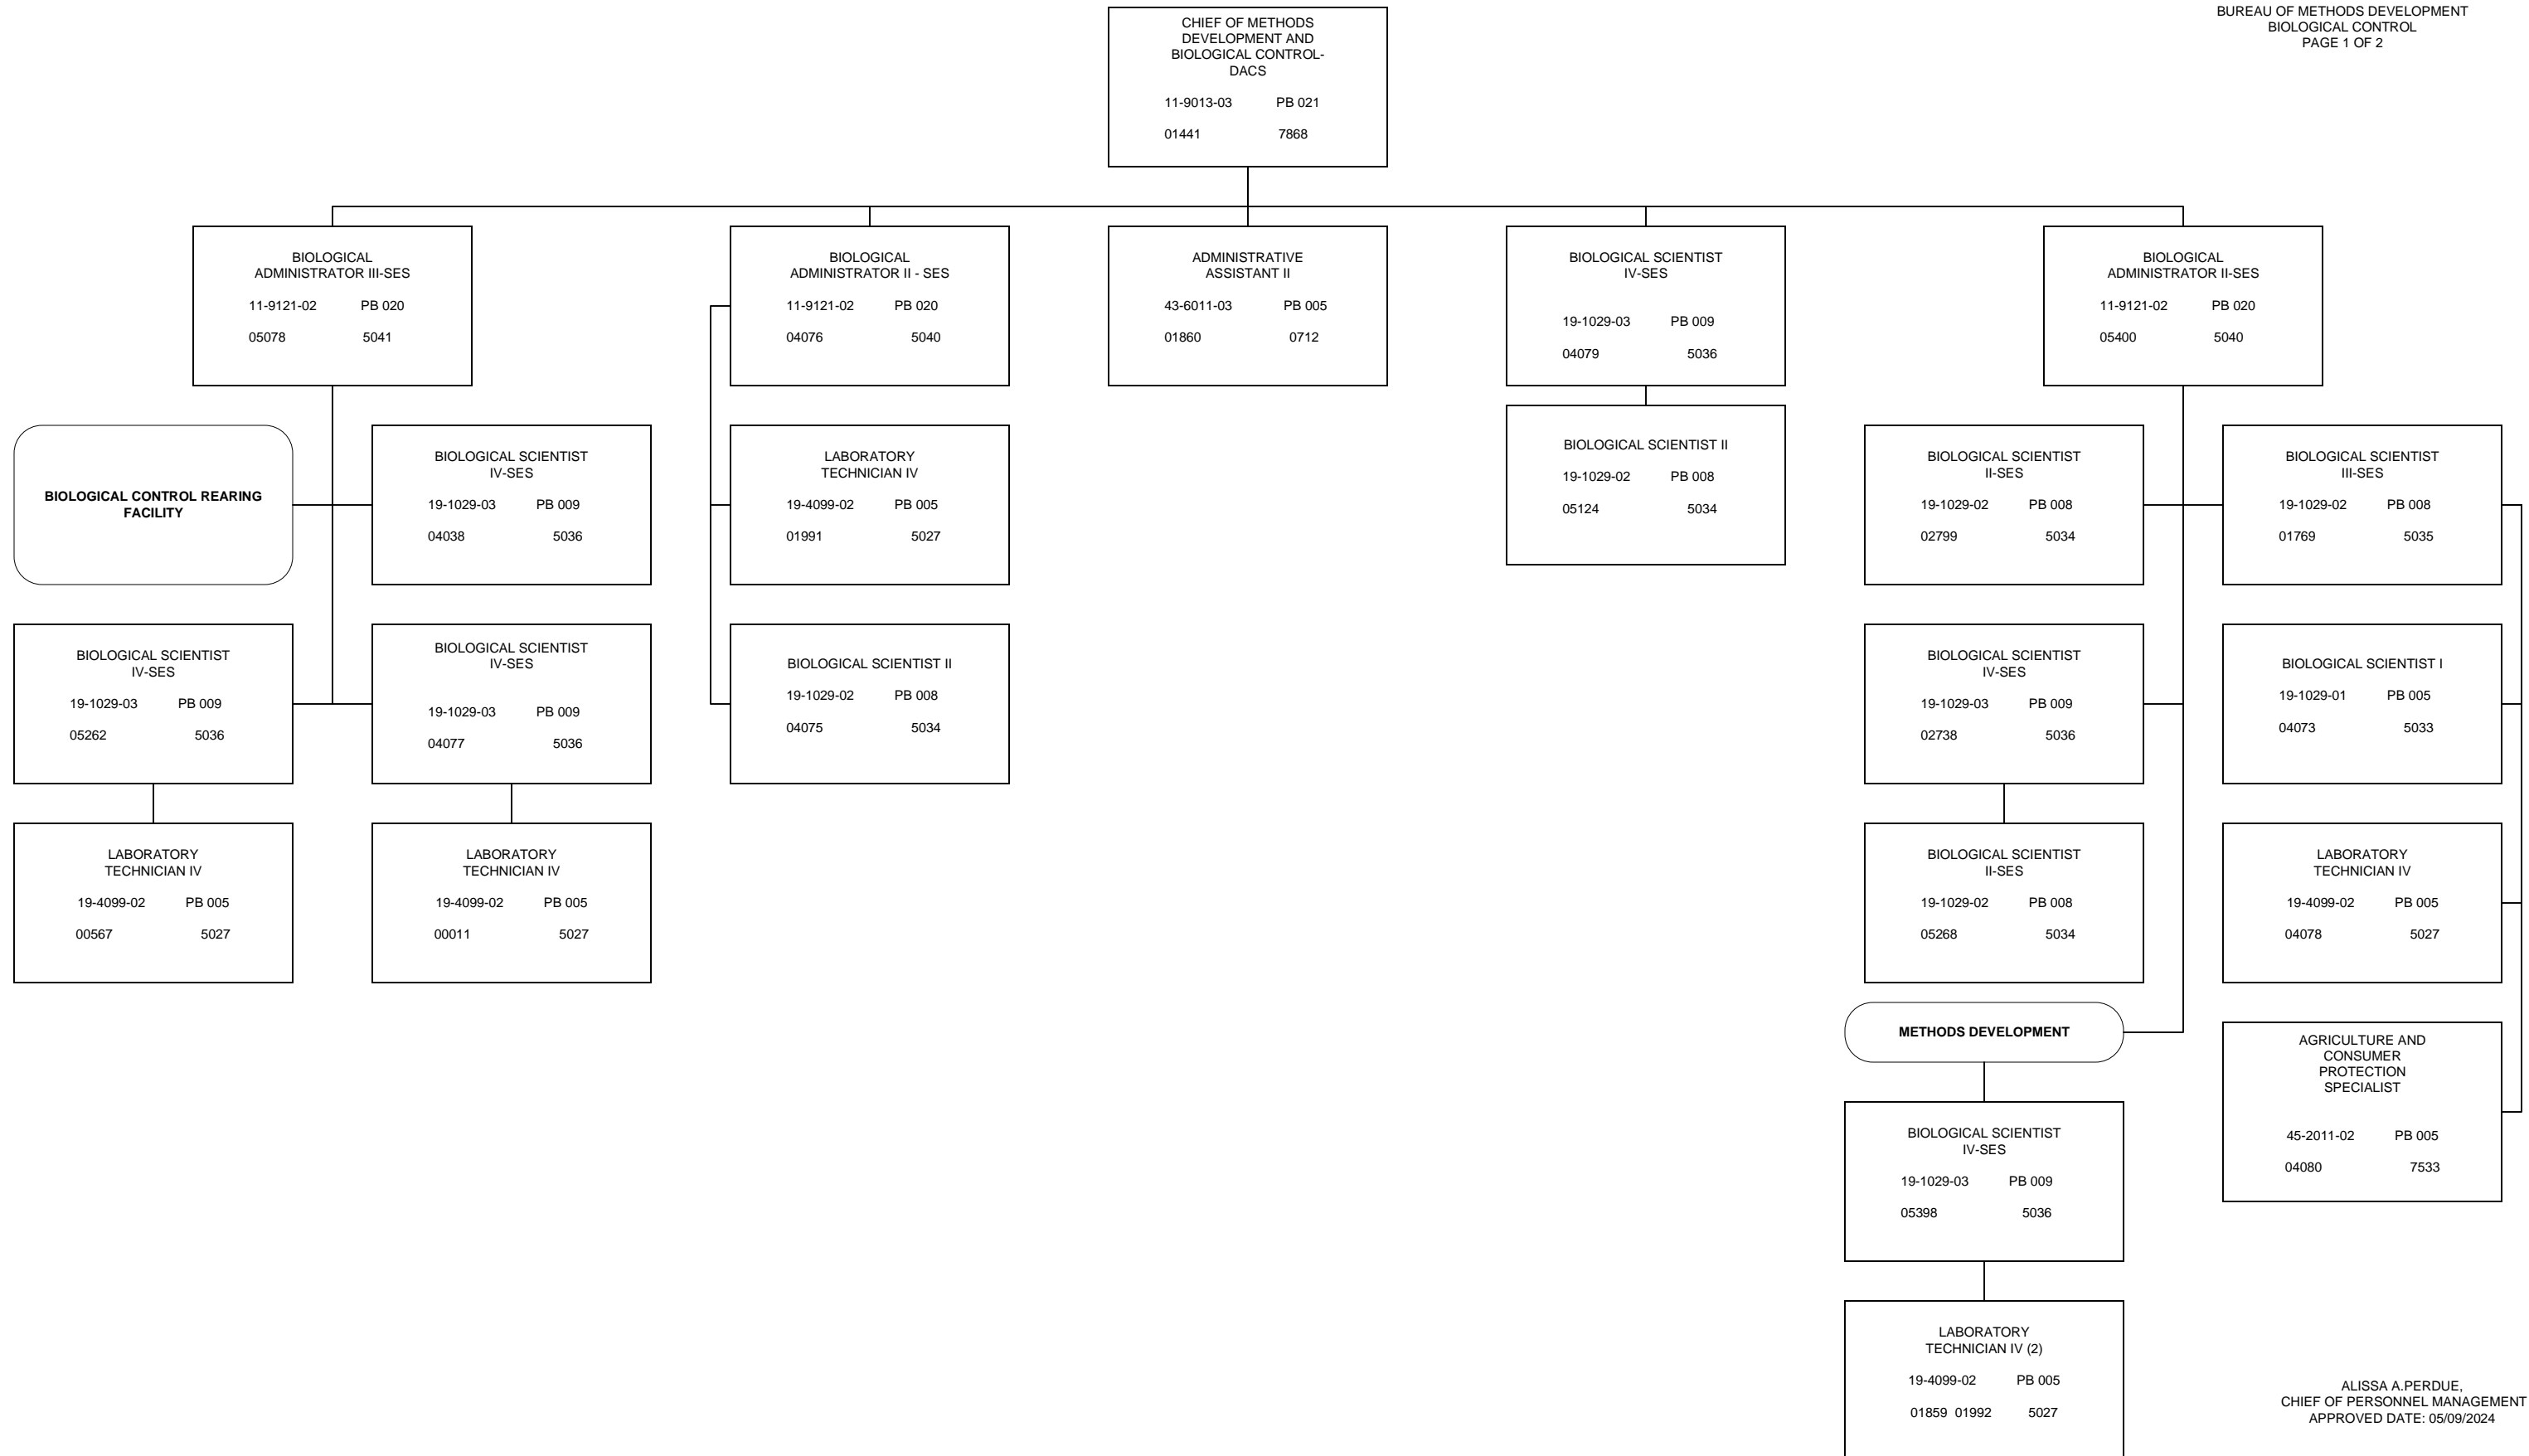 BUREAU OF METHODS DEVELOPMENT
BIOLOGICAL CONTROL
PAGE 1 OF 2
CHIEF OF METHODS
DEVELOPMENT AND
BIOLOGICAL CONTROL-
DACS
11-9013-03 PB 021
01441 7868
BIOLOGICAL
ADMINISTRATOR III-SES
11-9121-02 PB 020
05078 5041
BIOLOGICAL
ADMINISTRATOR II - SES
11-9121-02 PB 020
04076 5040
ADMINISTRATIVE
ASSISTANT II
43-6011-03 PB 005
01860 0712
BIOLOGICAL SCIENTIST
IV-SES
19-1029-03 PB 009
04079 5036
BIOLOGICAL
ADMINISTRATOR II-SES
11-9121-02 PB 020
05400 5040
BIOLOGICAL CONTROL REARING
FACILITY
BIOLOGICAL SCIENTIST
IV-SES
19-1029-03 PB 009
04038 5036
LABORATORY
TECHNICIAN IV
19-4099-02 PB 005
01991 5027
BIOLOGICAL SCIENTIST II
19-1029-02 PB 008
05124 5034
BIOLOGICAL SCIENTIST
II-SES
19-1029-02 PB 008
02799 5034
BIOLOGICAL SCIENTIST
III-SES
19-1029-02 PB 008
01769 5035
BIOLOGICAL SCIENTIST
IV-SES
19-1029-03 PB 009
05262 5036
BIOLOGICAL SCIENTIST
IV-SES
19-1029-03 PB 009
04077 5036
BIOLOGICAL SCIENTIST II
19-1029-02 PB 008
04075 5034
BIOLOGICAL SCIENTIST
IV-SES
19-1029-03 PB 009
02738 5036
BIOLOGICAL SCIENTIST I
19-1029-01 PB 005
04073 5033
LABORATORY
TECHNICIAN IV
19-4099-02 PB 005
00567 5027
LABORATORY
TECHNICIAN IV
19-4099-02 PB 005
00011 5027
BIOLOGICAL SCIENTIST
II-SES
19-1029-02 PB 008
05268 5034
LABORATORY
TECHNICIAN IV
19-4099-02 PB 005
04078 5027
METHODS DEVELOPMENT
AGRICULTURE AND
CONSUMER
PROTECTION
SPECIALIST
45-2011-02 PB 005
04080 7533
BIOLOGICAL SCIENTIST
IV-SES
19-1029-03 PB 009
05398 5036
LABORATORY
TECHNICIAN IV (2)
19-4099-02 PB 005
01859 01992 5027
ALISSA A.PERDUE,
CHIEF OF PERSONNEL MANAGEMENT
APPROVED DATE: 05/09/2024